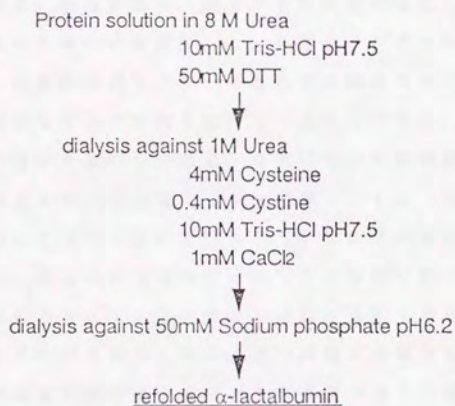 Protein solution in 8 M Urea
10mM Tris-HCl pH7.5
50mM DTT
dialysis against 1M Urea
4mM Cysteine
0.4mM Cystine
10mM Tris-HCl pH7.5
1mM CaCl2
dialysis against 50mM Sodium phosphate pH6.2
refolded α-lactalbumin